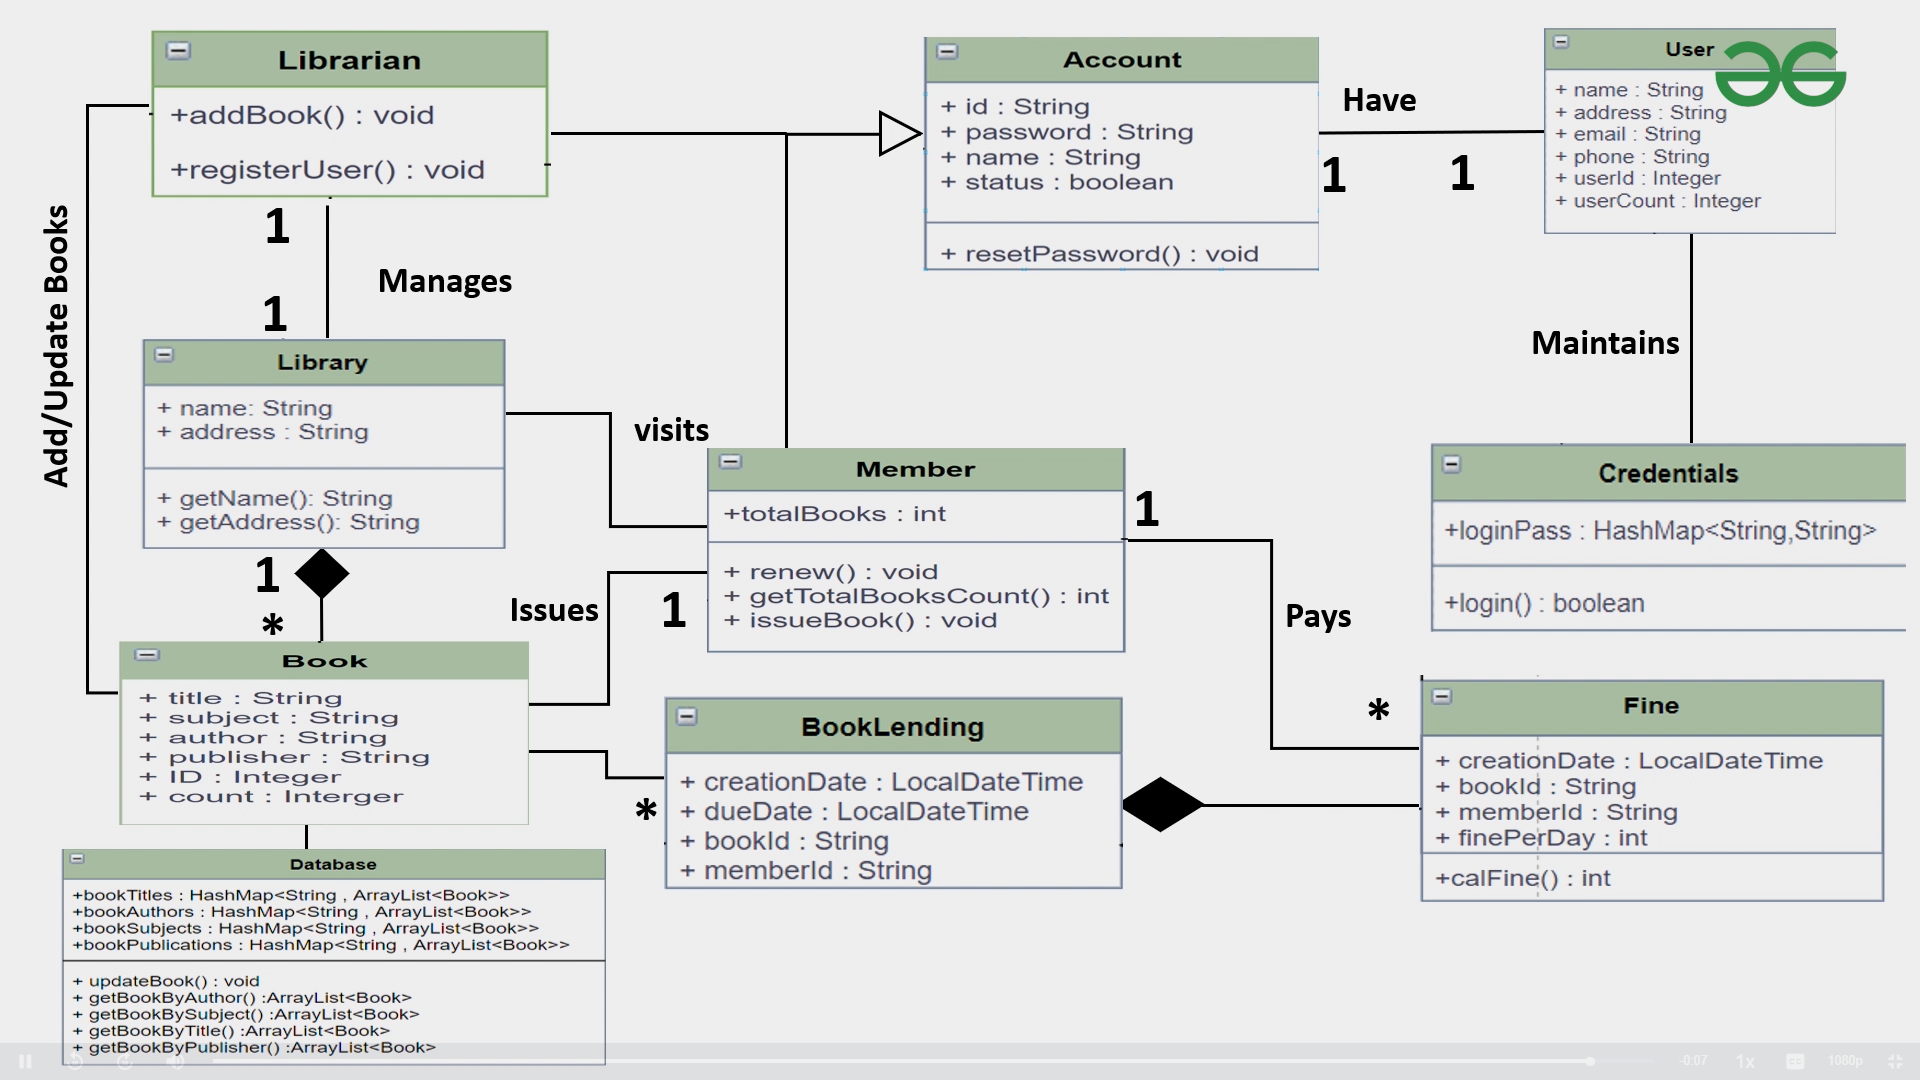 Librarian
+addBook() : void
+registerUser() : void
Account
+ id : String
+ password : String
+ name : String
+ status : boolean
+ resetPassword() : void
Have
1
1
User
+ name : String
+ address : String
+ email : String
+ phone : String
+ userId : Integer
+ userCount : Integer
Add/Update Books
1
Manages
1
Library
+ name: String
+ address : String
+ getName(): String
+ getAddress(): String
visits
Maintains
Member
+totalBooks : int
+ renew() : void
+ getTotalBooksCount() : int
+ issueBook() : void
1
Credentials
+loginPass : HashMap<String,String>
+login() : boolean
1
*
Issues
1
Pays
*
Book
+ title : String
+ subject : String
+ author : String
+ publisher : String
+ ID : Integer
+ count : Interger
*
BookLending
+ creationDate : LocalDateTime
+ dueDate : LocalDateTime
+ bookId : String
+ memberId : String
Fine
+ creationDate : LocalDateTime
+ bookId : String
+ memberId : String
+ finePerDay : int
+calFine() : int
Database
+bookTitles : HashMap<String , ArrayList<Book>>
+bookAuthors : HashMap<String , ArrayList<Book>>
+bookSubjects : HashMap<String , ArrayList<Book>>
+bookPublications : HashMap<String , ArrayList<Book>>
+ updateBook() : void
+ getBookByAuthor() :ArrayList<Book>
+ getBookBySubject() :ArrayList<Book>
+ getBookByTitle() :ArrayList<Book>
+ getBookByPublisher() :ArrayList<Book>
-0:07
1x
1080p